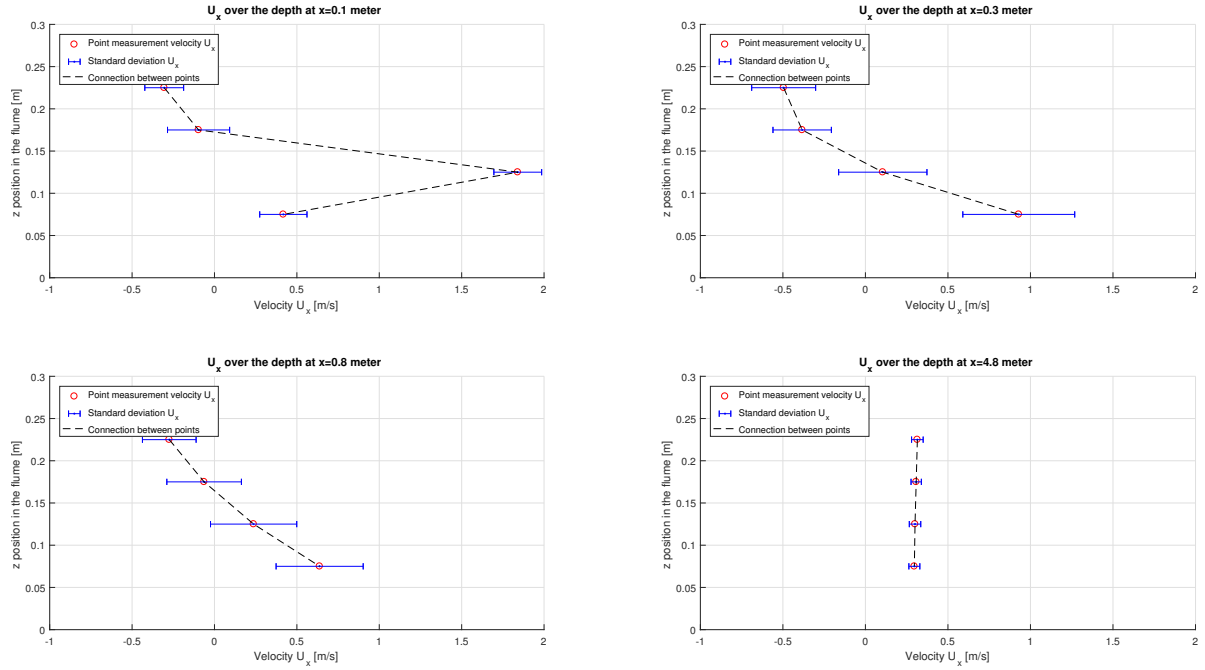 U_x over the depth at x=0.1 meter
0.3
0.25
0.2
0.15
0.1
0.05
0
z position in the flume [m]
Point measurement velocity U_x
Standard deviation U_x
Connection between points
-1 -0.5 0 0.5 1 1.5 2
Velocity U_x [m/s]
U_x over the depth at x=0.3 meter
0.3
0.25
0.2
0.15
0.1
0.05
0
z position in the flume [m]
Point measurement velocity U_x
Standard deviation U_x
Connection between points
-1 -0.5 0 0.5 1 1.5 2
Velocity U_x [m/s]
U_x over the depth at x=0.8 meter
0.3
0.25
0.2
0.15
0.1
0.05
0
z position in the flume [m]
Point measurement velocity U_x
Standard deviation U_x
Connection between points
-1 -0.5 0 0.5 1 1.5 2
Velocity U_x [m/s]
U_x over the depth at x=4.8 meter
0.3
0.25
0.2
0.15
0.1
0.05
0
z position in the flume [m]
Point measurement velocity U_x
Standard deviation U_x
Connection between points
-1 -0.5 0 0.5 1 1.5 2
Velocity U_x [m/s]